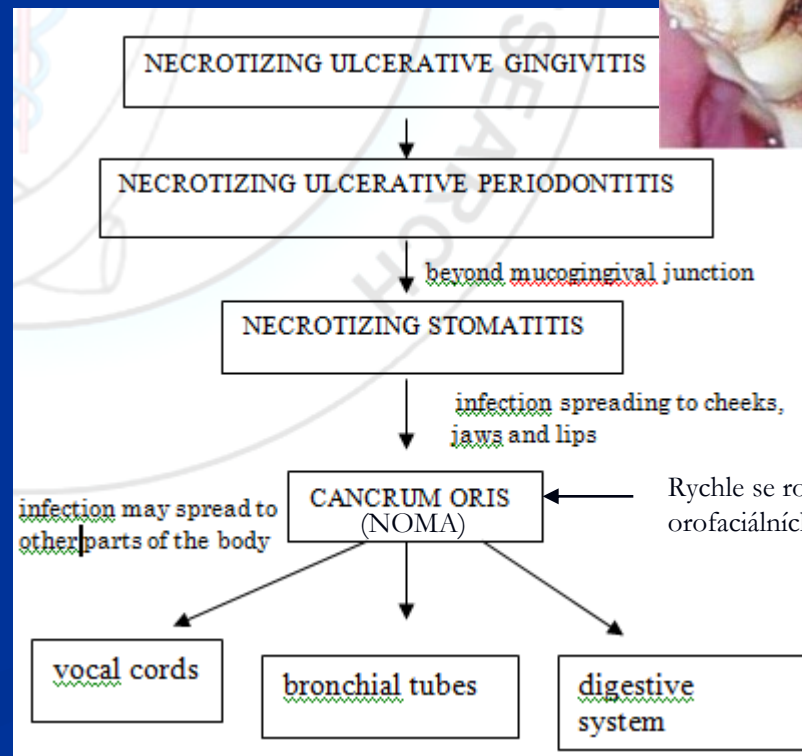 NECROTIZING ULCERATIVE GINGIVITIS
NECROTIZING ULCERATIVE PERIODONTITIS
beyond mucogingival junction
NECROTIZING STOMATITIS
infection spreading to cheeks,
jaws and lips
infection may spread to
other parts of the body
CANCRUM ORIS
(NOMA)
Rychle se
orofaciálních
vocal cords
bronchial tubes
digestive
system
SEARCH